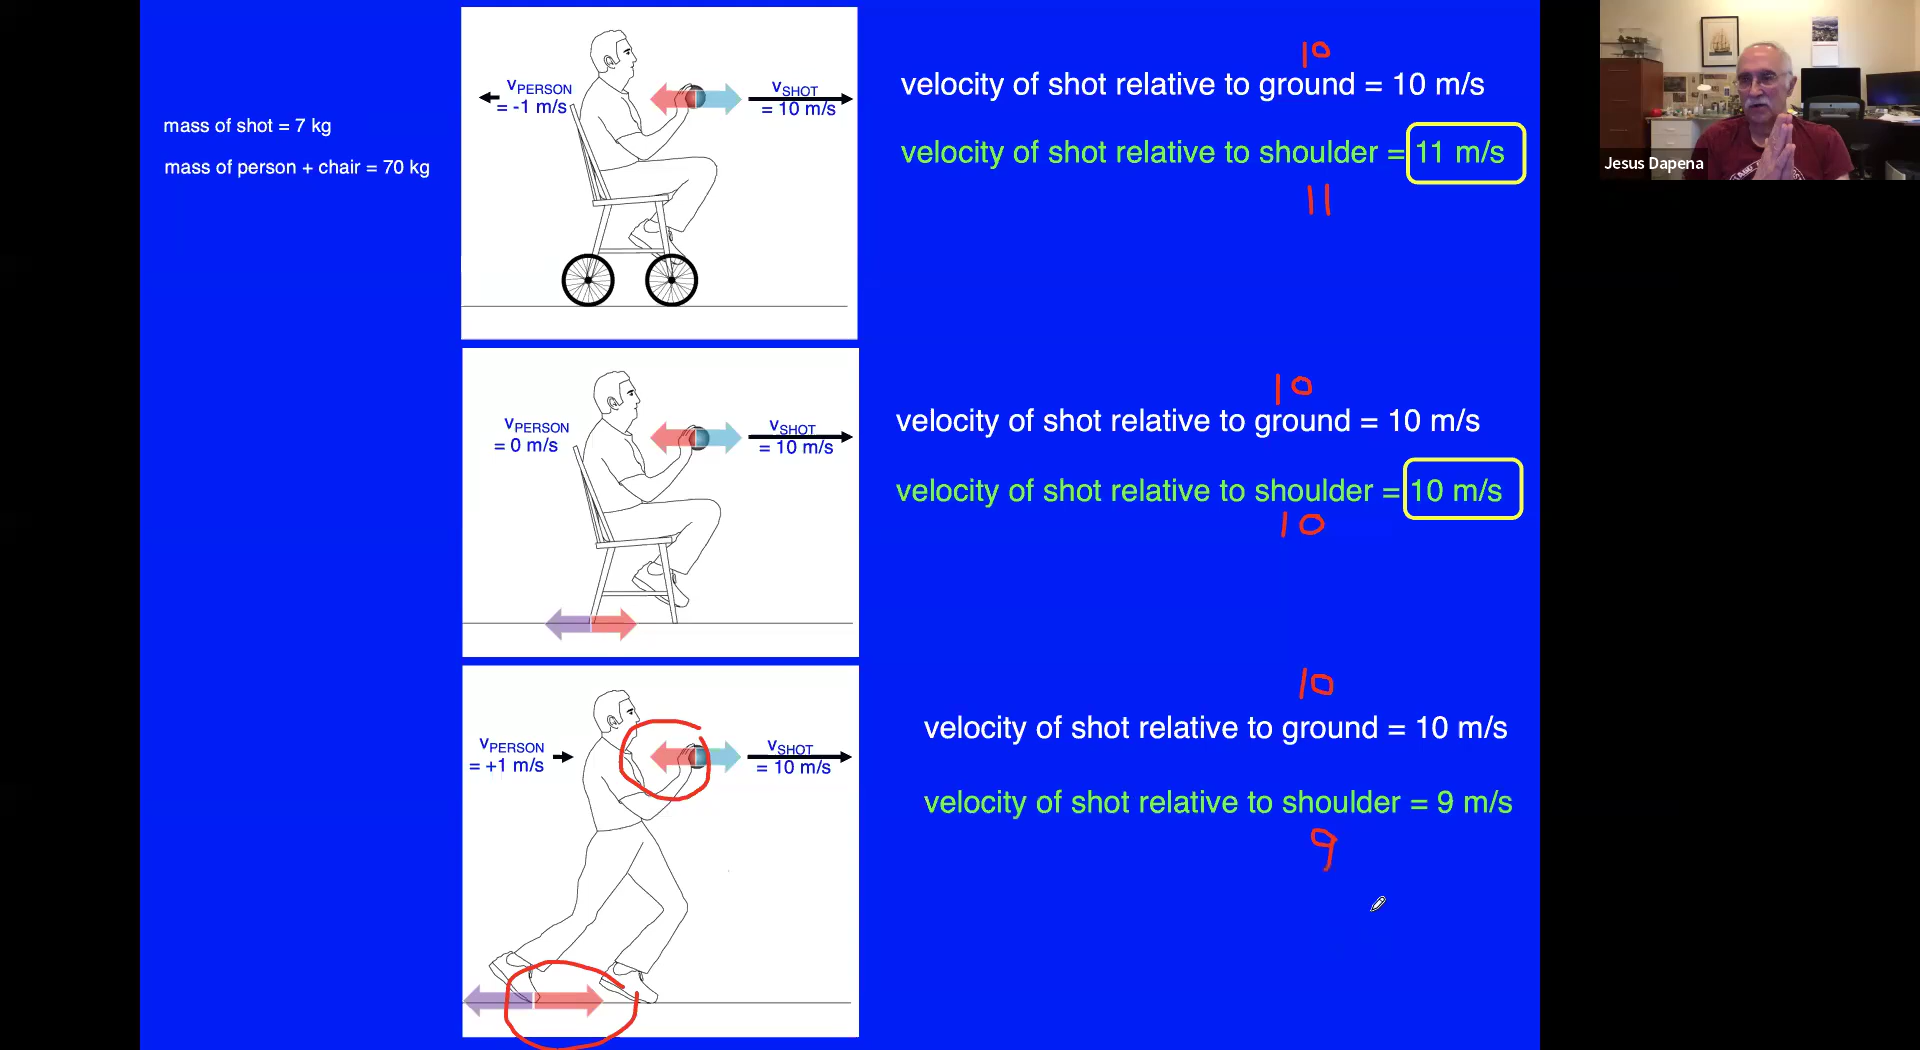 mass of shot = 7 kg
mass of person + chair = 70 kg
vPERSON
= -1 m/s
vSHOT
= 10 m/s
10
velocity of shot relative to ground = 10 m/s
velocity of shot relative to shoulder = 11 m/s
11
Jesus Dapena
vPERSON
= 0 m/s
vSHOT
= 10 m/s
10
velocity of shot relative to ground = 10 m/s
velocity of shot relative to shoulder = 10 m/s
10
vPERSON
= +1 m/s
vSHOT
= 10 m/s
10
velocity of shot relative to ground = 10 m/s
velocity of shot relative to shoulder = 9 m/s
9